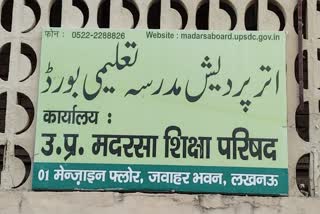 फोन : 0522-2288826 Website : madarsaboard.upsdc.gov.in
اتر پردیش مدرسہ تعلیمی بورڈ
कार्यालय :
उ.प्र. मदरसा शिक्षा परिषद
01 मेन्ज़ाइन फ्लोर, जवाहर भवन, लखनऊ